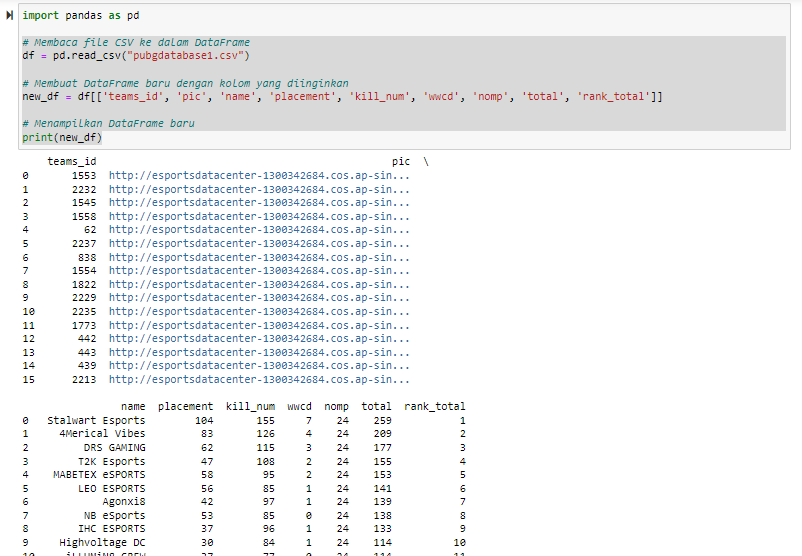 import pandas as pd
# Membaca file CSV ke dalam DataFrame
df = pd.read_csv("pubgdatabase1.csv")
# Membuat DataFrame baru dengan kolom yang diinginkan
new_df = df[['teams_id', 'pic', 'name', 'placement', 'kill_num', 'wwcd', 'nomp', 'total', 'rank_total']]
# Menampilkan DataFrame baru
print(new_df)
teams_id pic \
0 1553 http://esportsdatacenter-1300342684.cos.ap-sin...
1 2232 http://esportsdatacenter-1300342684.cos.ap-sin...
2 1545 http://esportsdatacenter-1300342684.cos.ap-sin...
3 1558 http://esportsdatacenter-1300342684.cos.ap-sin...
4 62 http://esportsdatacenter-1300342684.cos.ap-sin...
5 2237 http://esportsdatacenter-1300342684.cos.ap-sin...
6 838 http://esportsdatacenter-1300342684.cos.ap-sin...
7 1554 http://esportsdatacenter-1300342684.cos.ap-sin...
8 1822 http://esportsdatacenter-1300342684.cos.ap-sin...
9 2229 http://esportsdatacenter-1300342684.cos.ap-sin...
10 2235 http://esportsdatacenter-1300342684.cos.ap-sin...
11 1773 http://esportsdatacenter-1300342684.cos.ap-sin...
12 442 http://esportsdatacenter-1300342684.cos.ap-sin...
13 443 http://esportsdatacenter-1300342684.cos.ap-sin...
14 439 http://esportsdatacenter-1300342684.cos.ap-sin...
15 2213 http://esportsdatacenter-1300342684.cos.ap-sin...
name placement kill_num wwcd nomp total rank_total
0 Stalwart Esports 104 155 7 24 259 1
1 4Merical Vibes 83 126 4 24 209 2
2 DRS GAMING 62 115 3 24 177 3
3 T2K Esports 47 108 2 24 155 4
4 MABETEX eSPORTS 58 95 2 24 153 5
5 LEO ESPORTS 56 85 1 24 141 6
6 Agonxi8 42 97 1 24 139 7
7 NB eSports 53 85 0 24 138 8
8 IHC ESPORTS 37 96 1 24 133 9
9 Highvoltage DC 30 84 1 24 114 10